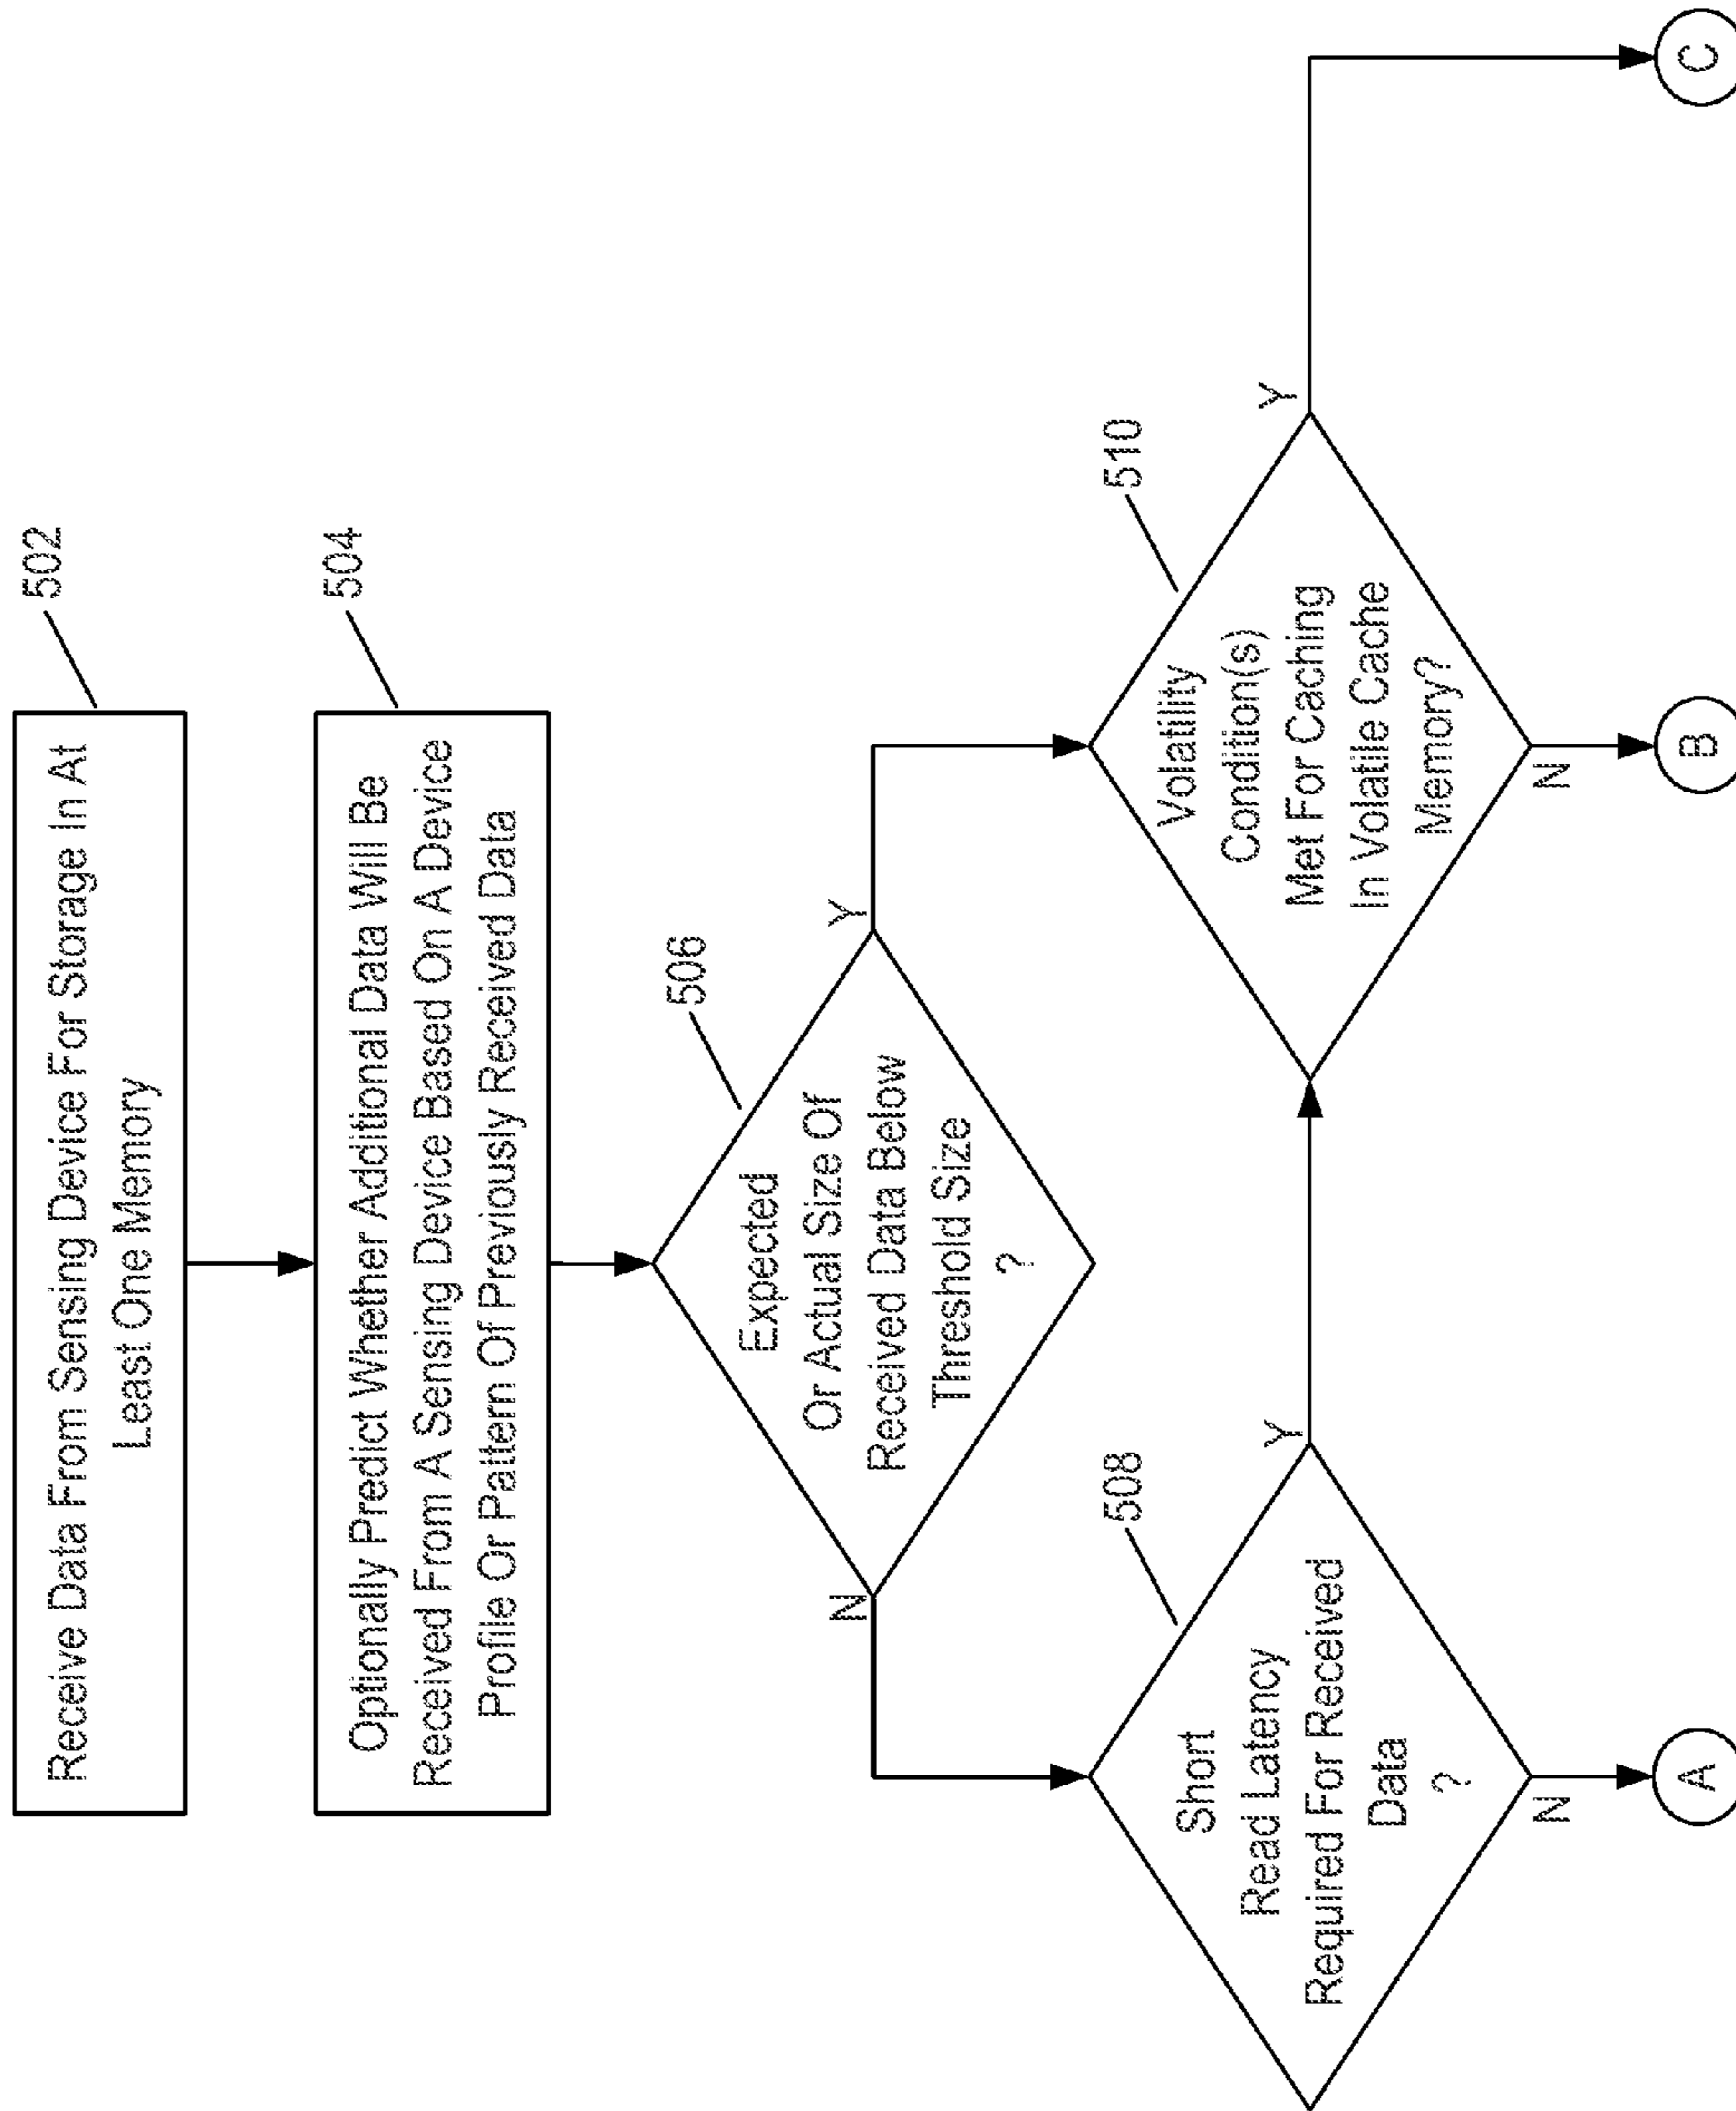 Receive Data From Sensing Device For Storage In At
Least One Memory
502
Optionally Predict Whether Additional Data Will Be
Received From A Sensing Device Based On A Device
Profile Or Pattern Of Previously Received Data
504
Expected
Or Actual Size Of
Received Data Below
Threshold Size
?
506
N
Y
Short
Read Latency
Required For Received
Data
?
508
Y
N
Volatility
Condition(s)
Met For Caching
In Volatile Cache
Memory?
510
Y
N
A
B
C